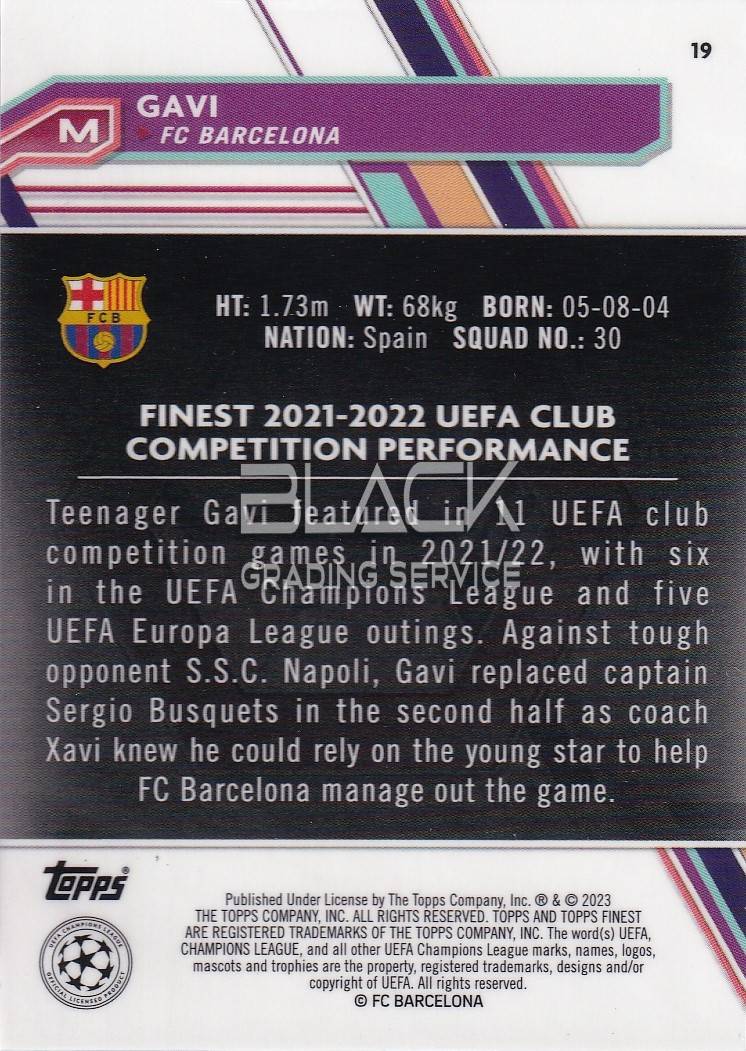 19
GAVI
M
FC BARCELONA
FCB
HT: 1.73m WT: 68kg BORN: 05-08-04
NATION: Spain SQUAD NO.: 30
FINEST 2021-2022 UEFA CLUB
COMPETITION PERFORMANCE
BLACK
GRADING SERVICE
Teenager Gavi featured in 11 UEFA club
competition games in 2021/22, with six
in the UEFA Champions League and five
UEFA Europa League outings. Against tough
opponent S.S.C. Napoli, Gavi replaced captain
Sergio Busquets in the second half as coach
Xavi knew he could rely on the young star to help
FC Barcelona manage out the game.
topps®
Published Under License by The Topps Company, Inc. ® & © 2023
THE TOPPS COMPANY, INC. ALL RIGHTS RESERVED. TOPPS AND TOPPS FINEST
ARE REGISTERED TRADEMARKS OF THE TOPPS COMPANY, INC. The word(s) UEFA,
CHAMPIONS LEAGUE, and all other UEFA Champions League marks, names, logos,
mascots and trophies are the property, registered trademarks, designs and/or
copyright of UEFA. All rights reserved.
© FC BARCELONA
UEFA CHAMPIONS LEAGUE
OFFICIAL LICENSED PRODUCT